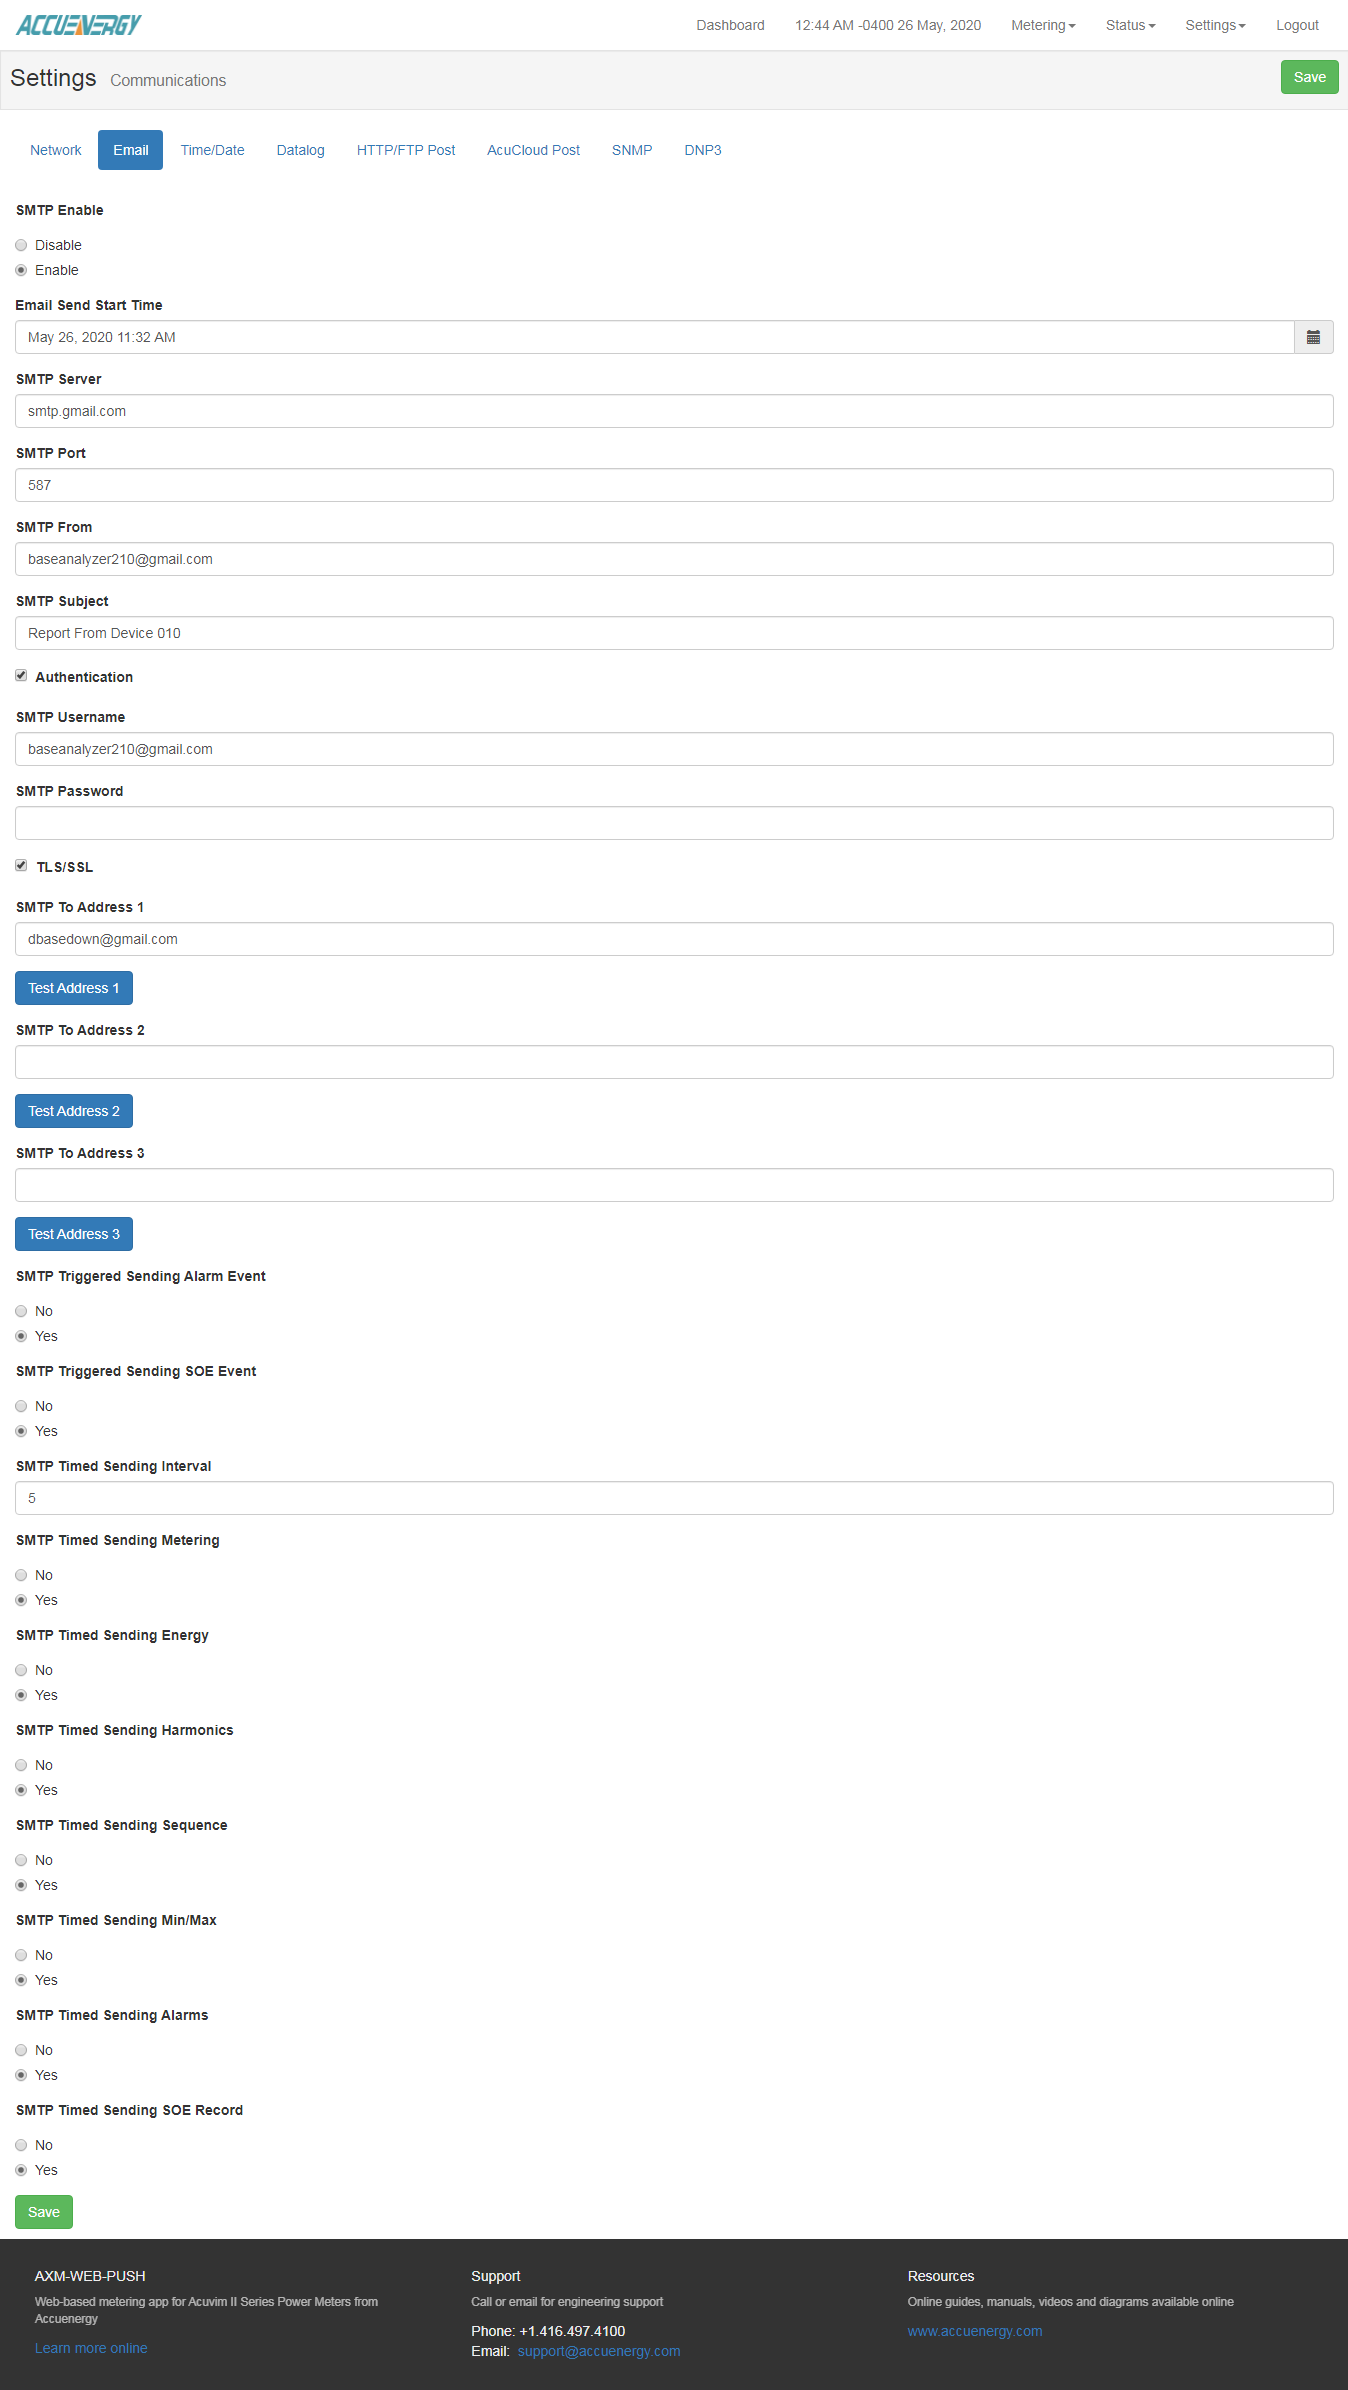 ACCUENERGY
Dashboard 12:44 AM -0400 26 May, 2020 Metering Status Settings Logout
Settings Communications Save
Network Email Time/Date Datalog HTTP/FTP Post AcuCloud Post SNMP DNP3
SMTP Enable
Disable
Enable
Email Send Start Time
May 26, 2020 11:32 AM
SMTP Server
smtp.gmail.com
SMTP Port
587
SMTP From
baseanalyzer210@gmail.com
SMTP Subject
Report From Device 010
Authentication
SMTP Username
baseanalyzer210@gmail.com
SMTP Password
TLS/SSL
SMTP To Address 1
dbasedown@gmail.com
Test Address 1
SMTP To Address 2
Test Address 2
SMTP To Address 3
Test Address 3
SMTP Triggered Sending Alarm Event
No
Yes
SMTP Triggered Sending SOE Event
No
Yes
SMTP Timed Sending Interval
5
SMTP Timed Sending Metering
No
Yes
SMTP Timed Sending Energy
No
Yes
SMTP Timed Sending Harmonics
No
Yes
SMTP Timed Sending Sequence
No
Yes
SMTP Timed Sending Min/Max
No
Yes
SMTP Timed Sending Alarms
No
Yes
SMTP Timed Sending SOE Record
No
Yes
Save
AXM-WEB-PUSH
Web-based metering app for Acuvim II Series Power Meters from
Accuenergy
Learn more online
Support
Call or email for engineering support
Phone: +1.416.497.4100
Email: support@accuenergy.com
Resources
Online guides, manuals, videos and diagrams available online
www.accuenergy.com